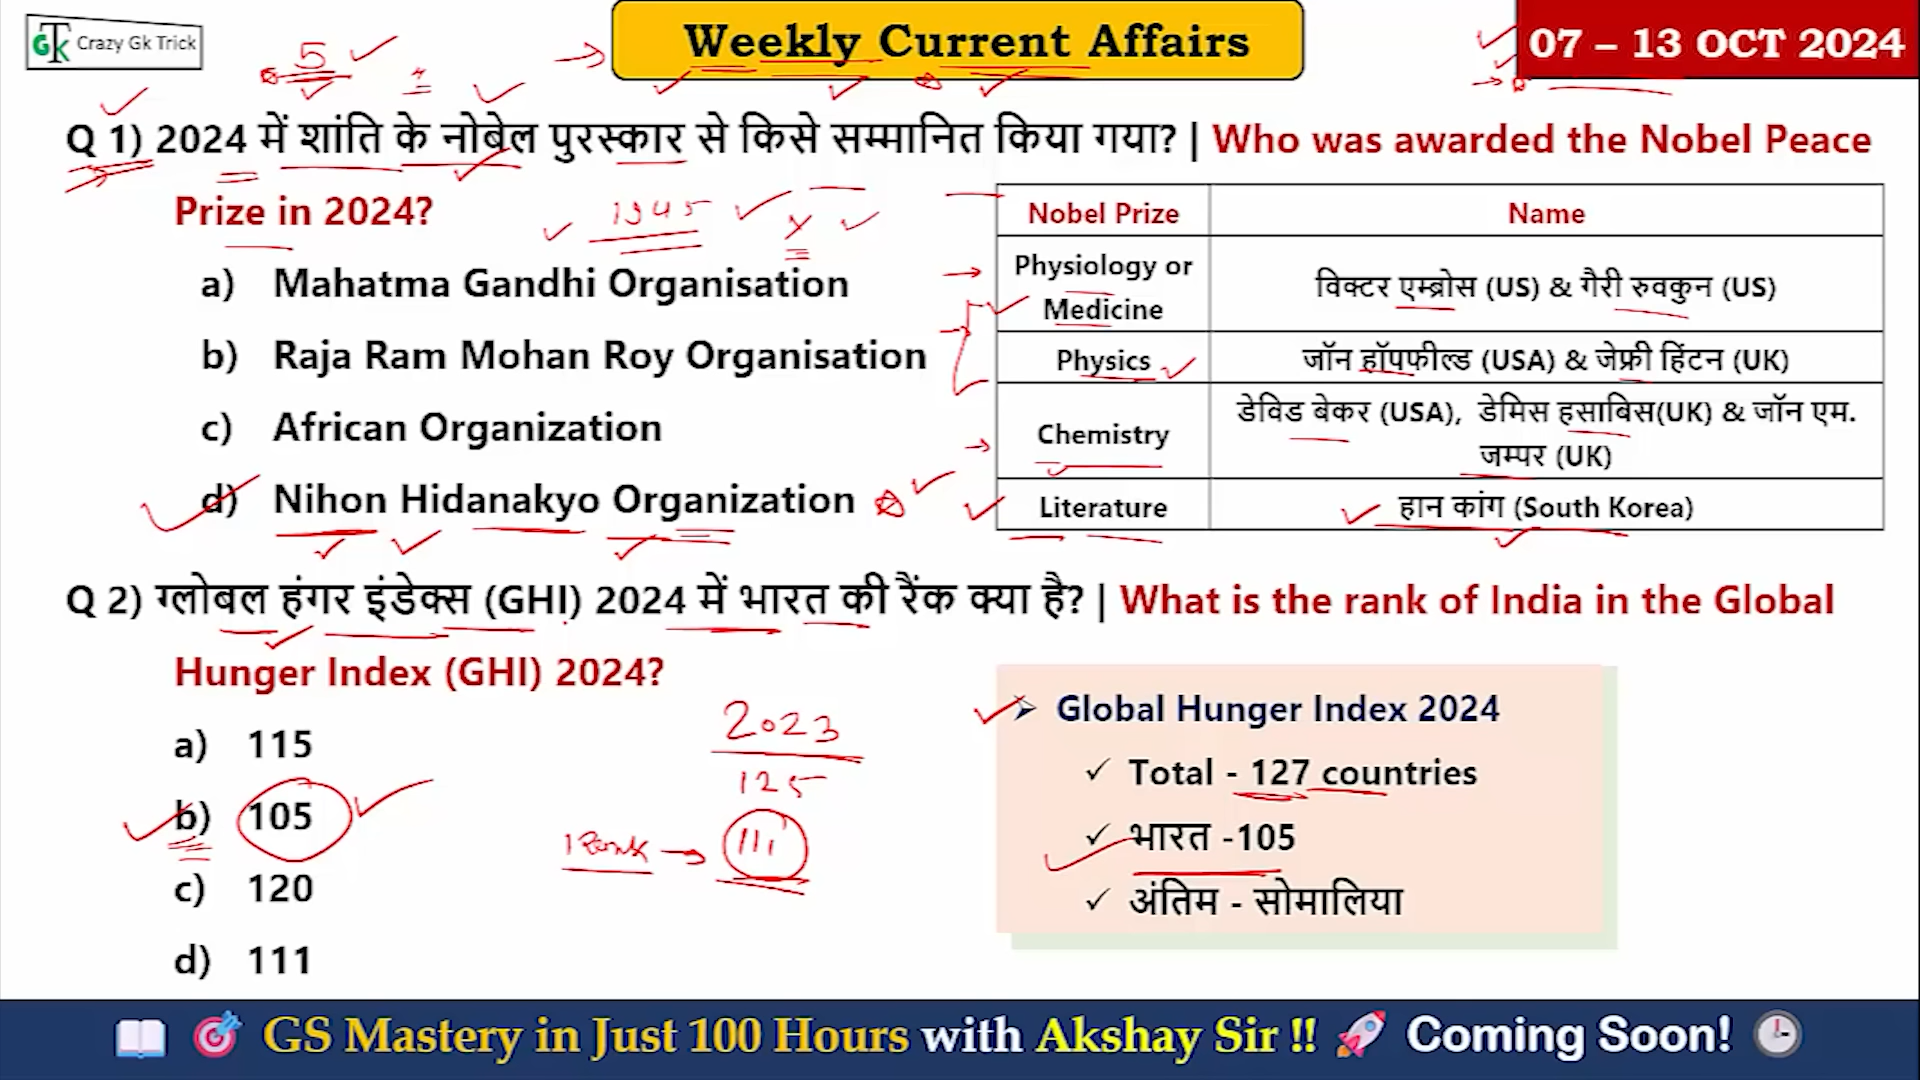 GTK Crazy Gk Trick
Weekly Current Affairs
07 – 13 OCT 2024
5
Q 1) 2024 में शांति के नोबेल पुरस्कार से किसे सम्मानित किया गया? | Who was awarded the Nobel Peace
Prize in 2024?
1945
a) Mahatma Gandhi Organisation
b) Raja Ram Mohan Roy Organisation
c) African Organization
d) Nihon Hidanakyo Organization
Nobel Prize Name
Physiology or
Medicine
विक्टर एम्ब्रोस (US) & गैरी रुवकुन (US)
Physics जॉन हॉपफील्ड (USA) & जेफ्री हिंटन (UK)
Chemistry
डेविड बेकर (USA), डेमिस हसाबिस(UK) & जॉन एम.
जम्पर (UK)
Literature हान कांग (South Korea)
Q 2) ग्लोबल हंगर इंडेक्स (GHI) 2024 में भारत की रैंक क्या है? | What is the rank of India in the Global
Hunger Index (GHI) 2024?
a) 115
b) 105
c) 120
d) 111
2023
125
Rank → 111
Global Hunger Index 2024
✓ Total - 127 countries
✓ भारत -105
✓ अंतिम - सोमालिया
GS Mastery in Just 100 Hours with Akshay Sir !! Coming Soon!